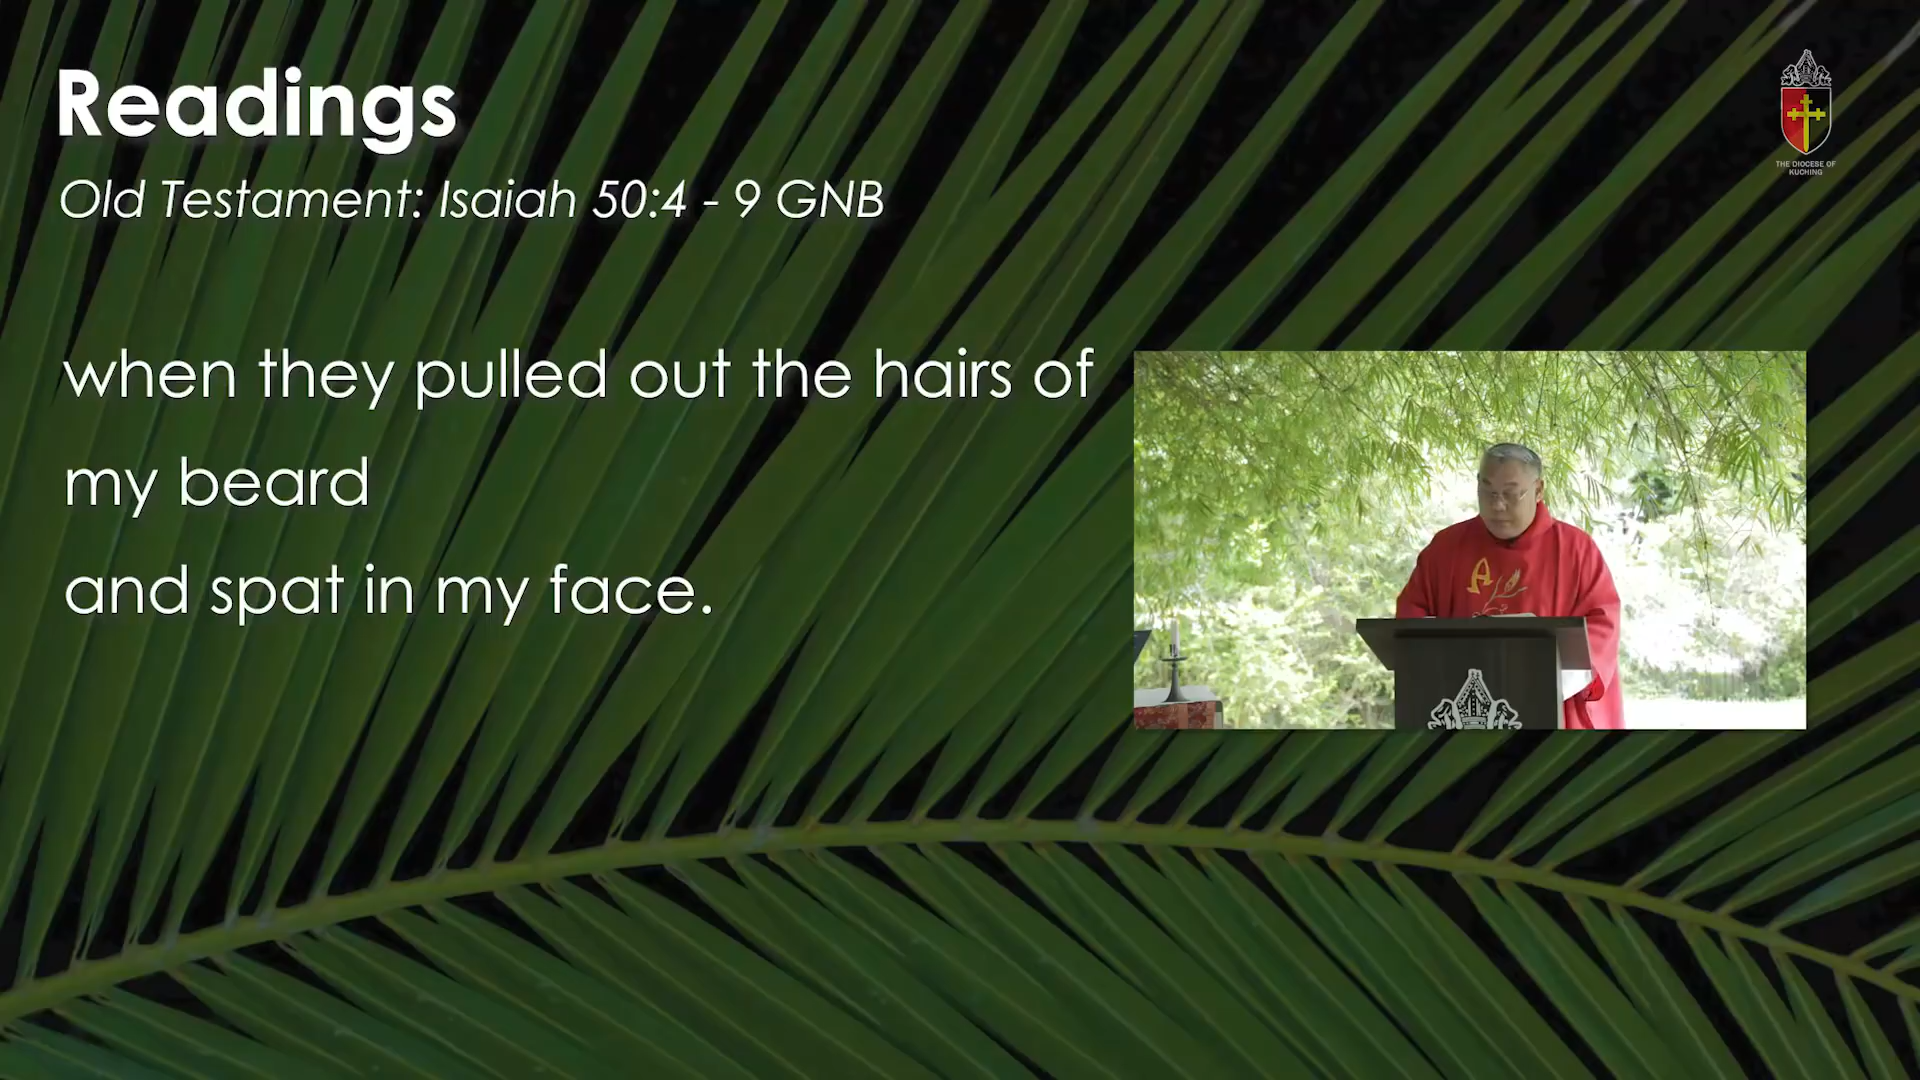 Readings
Old Testament: Isaiah 50:4 - 9 GNB
THE DIOCESE OF
KUCHING
when they pulled out the hairs of
my beard
and spat in my face.
A